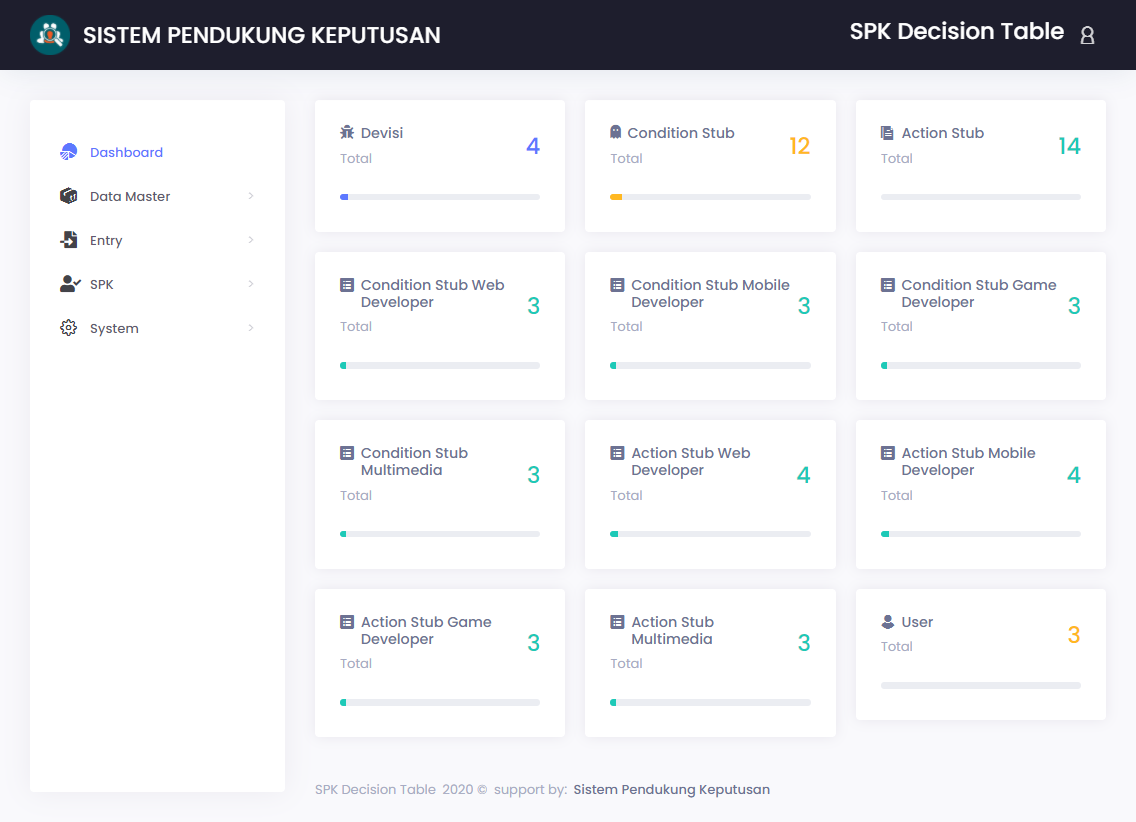 SISTEM PENDUKUNG KEPUTUSAN
SPK Decision Table
Dashboard
Data Master
Entry
SPK
System
Devisi
Total
4
Condition Stub
Total
12
Action Stub
Total
14
Condition Stub Web
Developer
Total
3
Condition Stub Mobile
Developer
Total
3
Condition Stub Game
Developer
Total
3
Condition Stub
Multimedia
Total
3
Action Stub Web
Developer
Total
4
Action Stub Mobile
Developer
Total
4
Action Stub Game
Developer
Total
3
Action Stub
Multimedia
Total
3
User
Total
3
SPK Decision Table 2020 © support by: Sistem Pendukung Keputusan